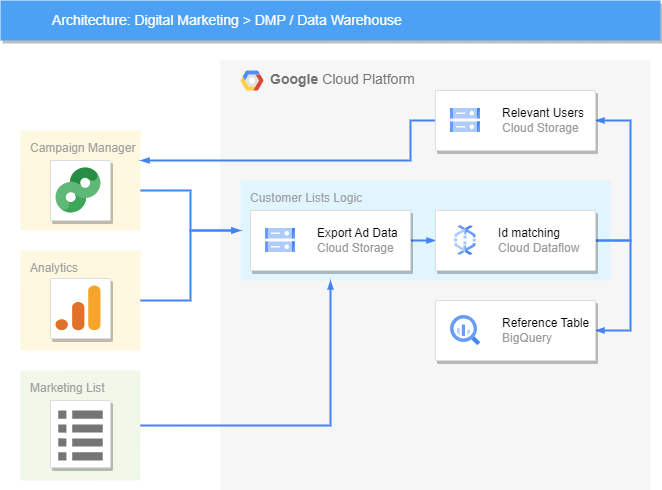 Architecture: Digital Marketing > DMP / Data Warehouse
Google Cloud Platform
Relevant Users
Cloud Storage
Campaign Manager
Customer Lists Logic
Export Ad Data
Cloud Storage
Id matching
Cloud Dataflow
Analytics
Reference Table
BigQuery
Marketing List